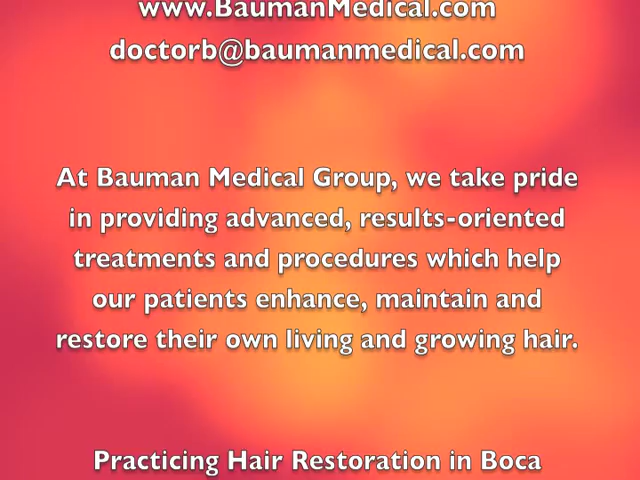 www.BaumanMedical.com
doctorb@baumanmedical.com
At Bauman Medical Group, we take pride
in providing advanced, results-oriented
treatments and procedures which help
our patients enhance, maintain and
restore their own living and growing hair.
Practicing Hair Restoration in Boca